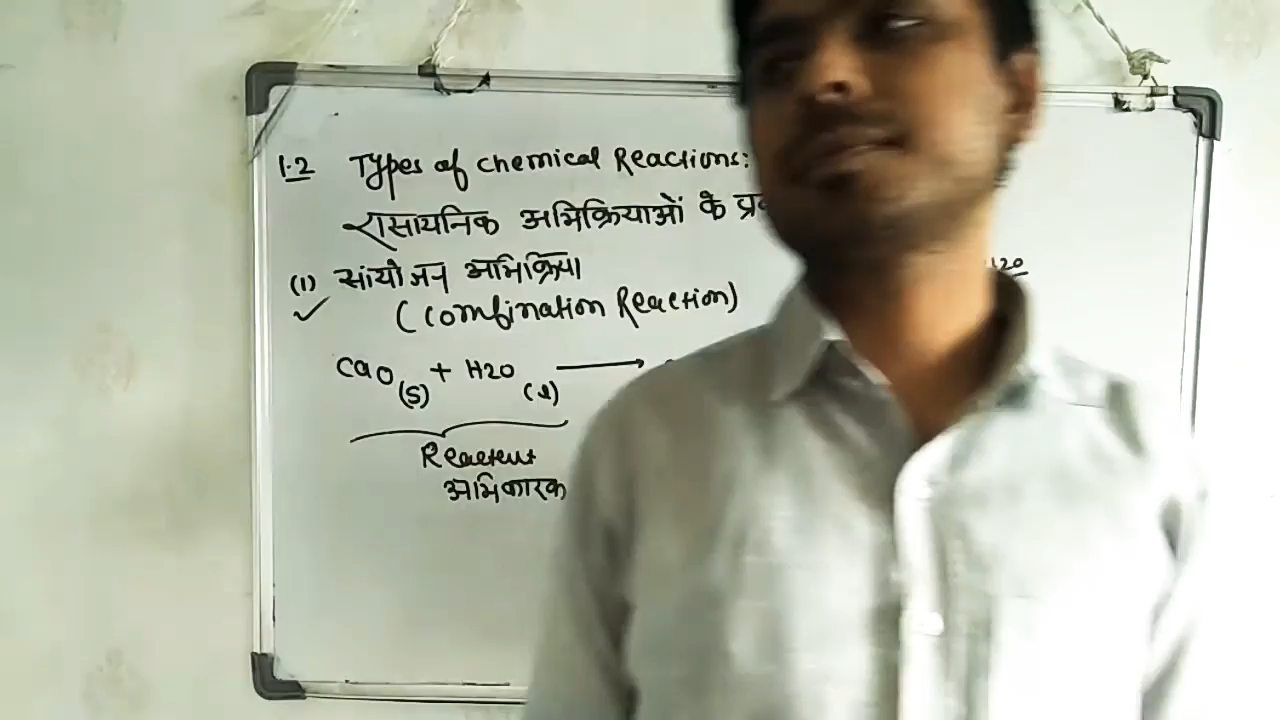 1.2 Types of Chemical Reactions:
रासायनिक अभिक्रियाओं के
(1) सांयोजन अभिक्रिया
(Combination Reaction)
CaO(s) + H2O(l) ⟶
Reactent
अभिकारक